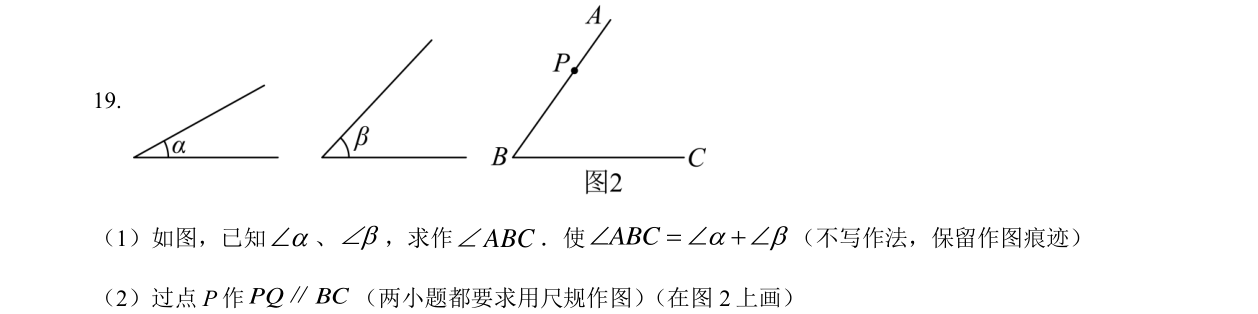 A
P
19.
α
β
B
C
图2
（1）如图，已知∠α、∠β，求作∠ABC．使∠ABC=∠α+∠β（不写作法，保留作图痕迹）
（2）过点P作PQ∥BC（两小题都要求用尺规作图）（在图2上画）